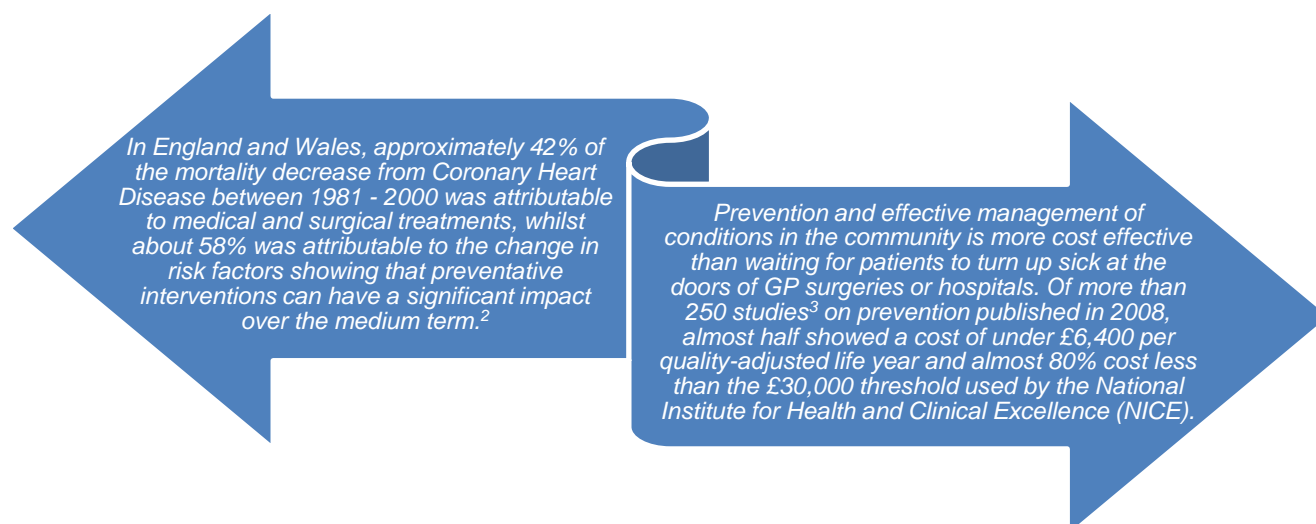 In England and Wales, approximately 42% of
the mortality decrease from Coronary Heart
Disease between 1981 - 2000 was attributable
to medical and surgical treatments, whilst
about 58% was attributable to the change in
risk factors showing that preventative
interventions can have a significant impact
over the medium term.²
Prevention and effective management of
conditions in the community is more cost effective
than waiting for patients to turn up sick at the
doors of GP surgeries or hospitals. Of more than
250 studies³ on prevention published in 2008,
almost half showed a cost of under £6,400 per
quality-adjusted life year and almost 80% cost less
than the £30,000 threshold used by the National
Institute for Health and Clinical Excellence (NICE).